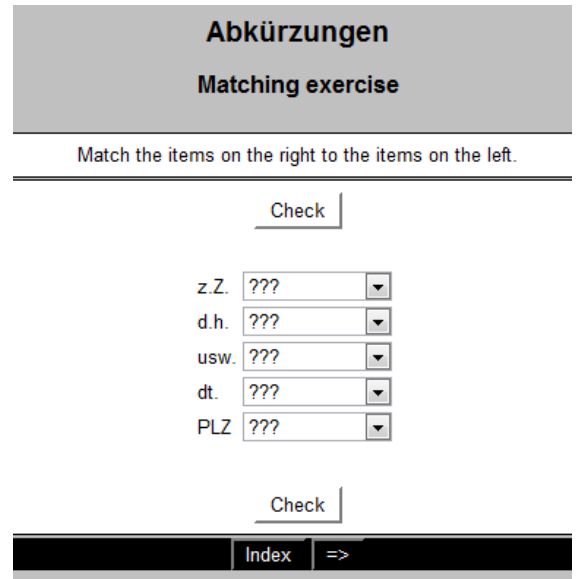 Abkürzungen
Matching exercise
Match the items on the right to the items on the left.
Check
z.Z. ???
d.h. ???
usw. ???
dt. ???
PLZ ???
Check
Index =>